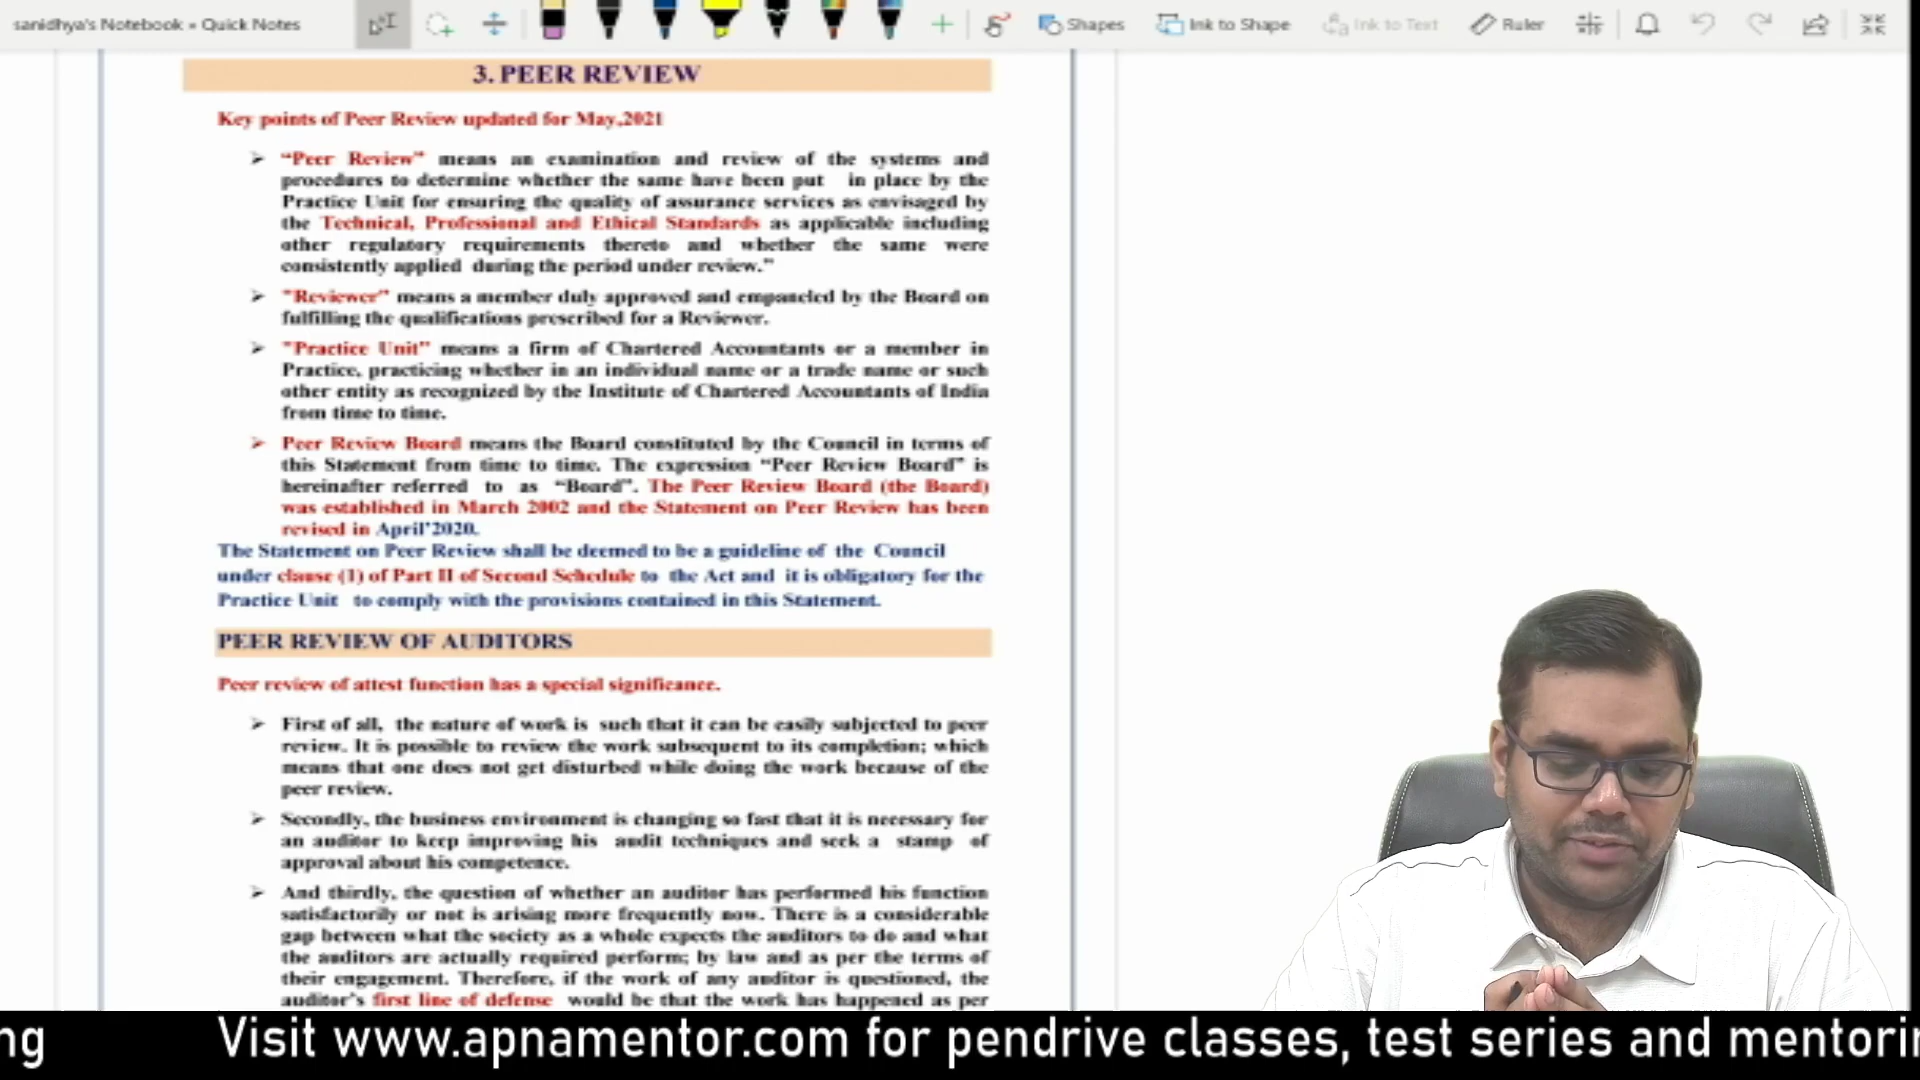 sanidhya's Notebook » Quick Notes
Shapes
Ink to Shape
Ink to Text
Ruler
3. PEER REVIEW
Key points of Peer Review updated for May,2021
➢ “Peer Review” means an examination and review of the systems and
procedures to determine whether the same have been put in place by the
Practice Unit for ensuring the quality of assurance services as envisaged by
the Technical, Professional and Ethical Standards as applicable including
other regulatory requirements thereto and whether the same were
consistently applied during the period under review.”
➢ "Reviewer" means a member duly approved and empaneled by the Board on
fulfilling the qualifications prescribed for a Reviewer.
➢ "Practice Unit" means a firm of Chartered Accountants or a member in
Practice, practicing whether in an individual name or a trade name or such
other entity as recognized by the Institute of Chartered Accountants of India
from time to time.
➢ Peer Review Board means the Board constituted by the Council in terms of
this Statement from time to time. The expression “Peer Review Board” is
hereinafter referred to as “Board”. The Peer Review Board (the Board)
was established in March 2002 and the Statement on Peer Review has been
revised in April’2020.
The Statement on Peer Review shall be deemed to be a guideline of the Council
under clause (1) of Part II of Second Schedule to the Act and it is obligatory for the
Practice Unit to comply with the provisions contained in this Statement.
PEER REVIEW OF AUDITORS
Peer review of attest function has a special significance.
➢ First of all, the nature of work is such that it can be easily subjected to peer
review. It is possible to review the work subsequent to its completion; which
means that one does not get disturbed while doing the work because of the
peer review.
➢ Secondly, the business environment is changing so fast that it is necessary for
an auditor to keep improving his audit techniques and seek a stamp of
approval about his competence.
➢ And thirdly, the question of whether an auditor has performed his function
satisfactorily or not is arising more frequently now. There is a considerable
gap between what the society as a whole expects the auditors to do and what
the auditors are actually required perform; by law and as per the terms of
their engagement. Therefore, if the work of any auditor is questioned, the
auditor’s first line of defense would be that the work has happened as per
ng Visit www.apnamentor.com for pendrive classes, test series and mentorin